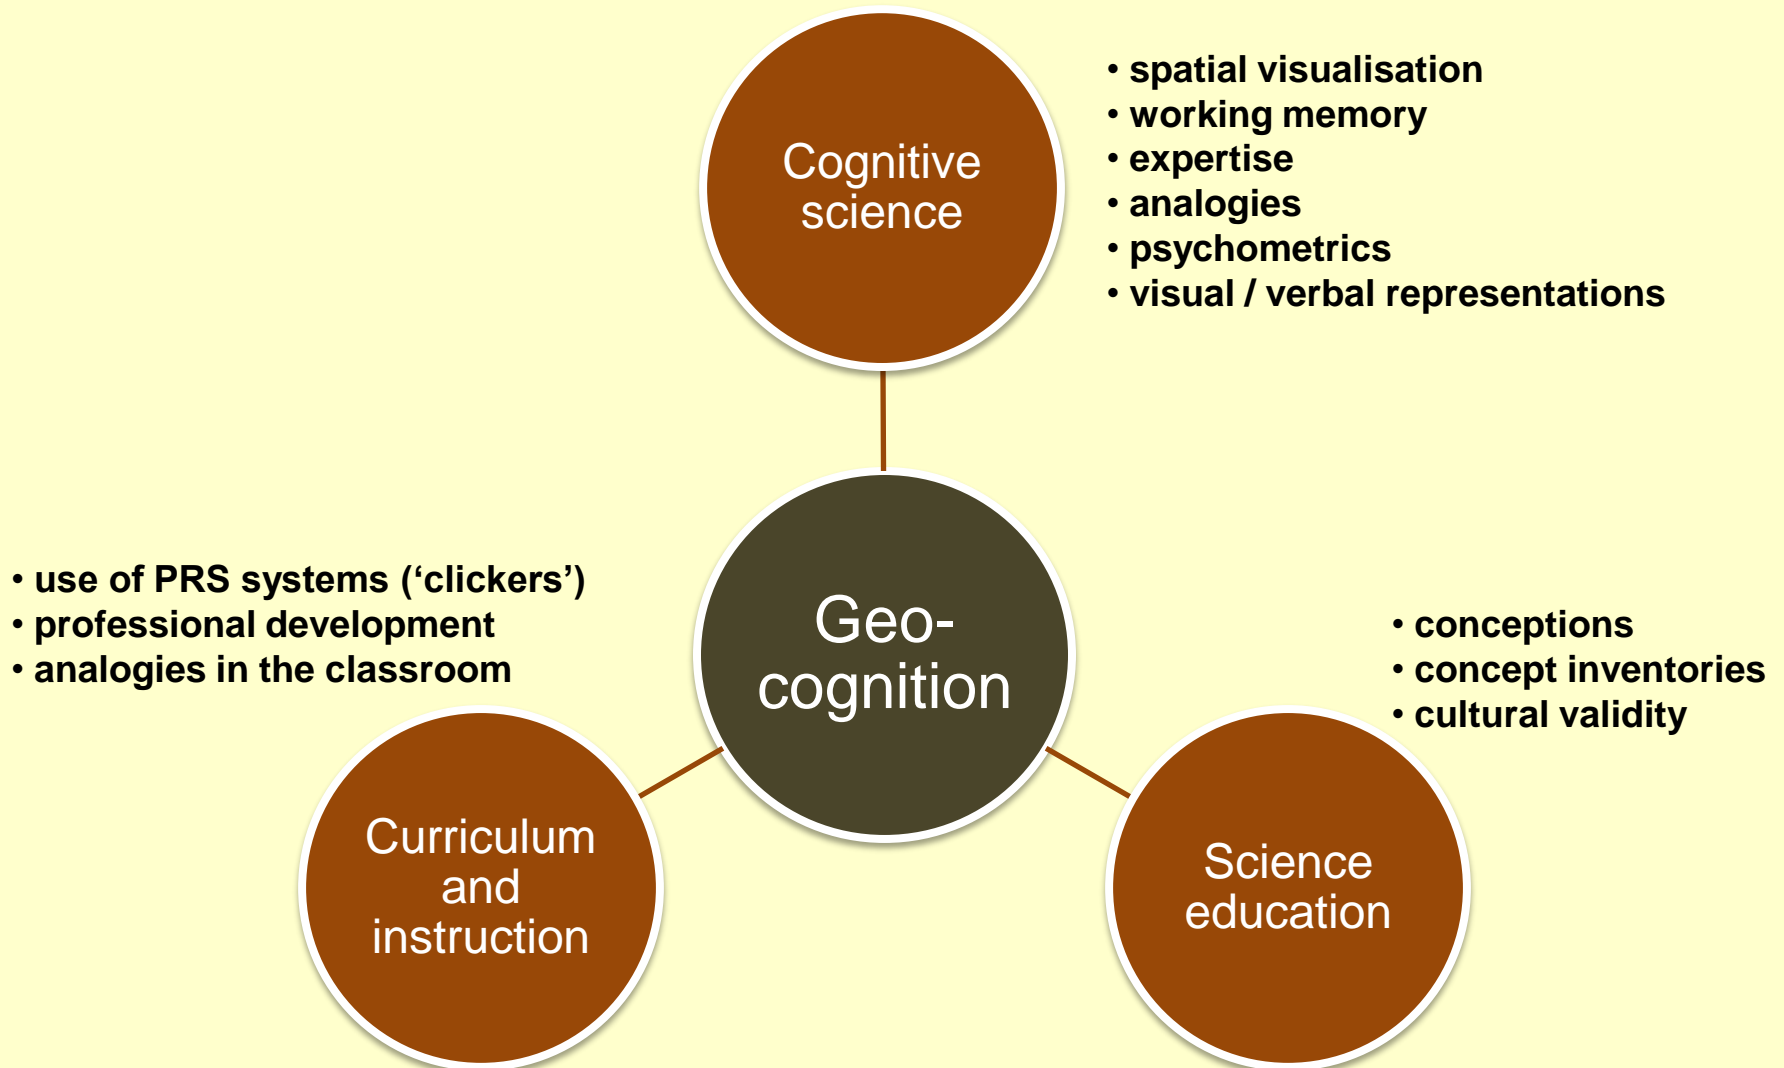 Cognitive
science
• spatial visualisation
• working memory
• expertise
• analogies
• psychometrics
• visual / verbal representations
Geo-
cognition
• use of PRS systems (‘clickers’)
• professional development
• analogies in the classroom
Curriculum
and
instruction
• conceptions
• concept inventories
• cultural validity
Science
education